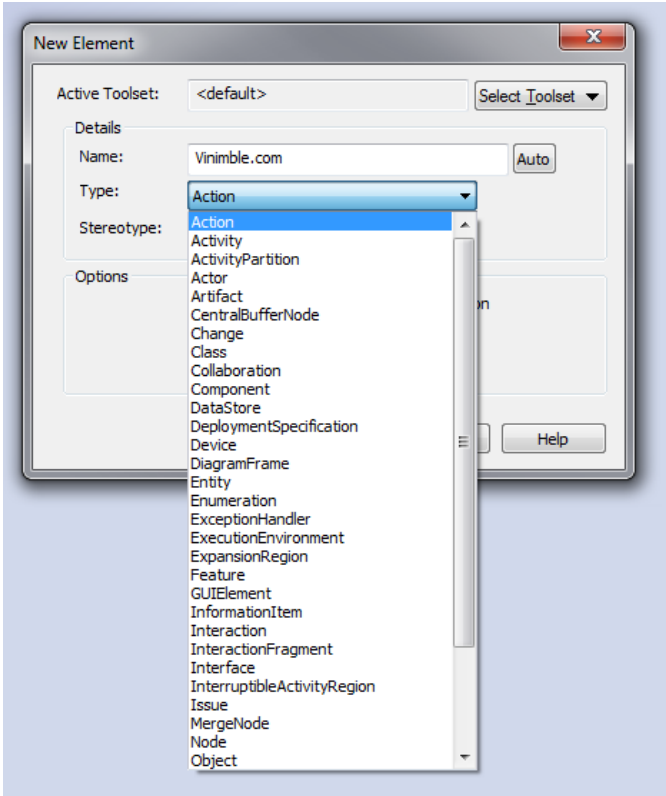 New Element
Active Toolset:
<default>
Select Toolset
Details
Name:
Vinimble.com
Auto
Type:
Action
Stereotype:
Action
Activity
ActivityPartition
Actor
Artifact
CentralBufferNode
Change
Class
Collaboration
Component
DataStore
DeploymentSpecification
Device
DiagramFrame
Entity
Enumeration
ExceptionHandler
ExecutionEnvironment
ExpansionRegion
Feature
GUIElement
InformationItem
Interaction
InteractionFragment
Interface
InterruptibleActivityRegion
Issue
MergeNode
Node
Object
Options
Help